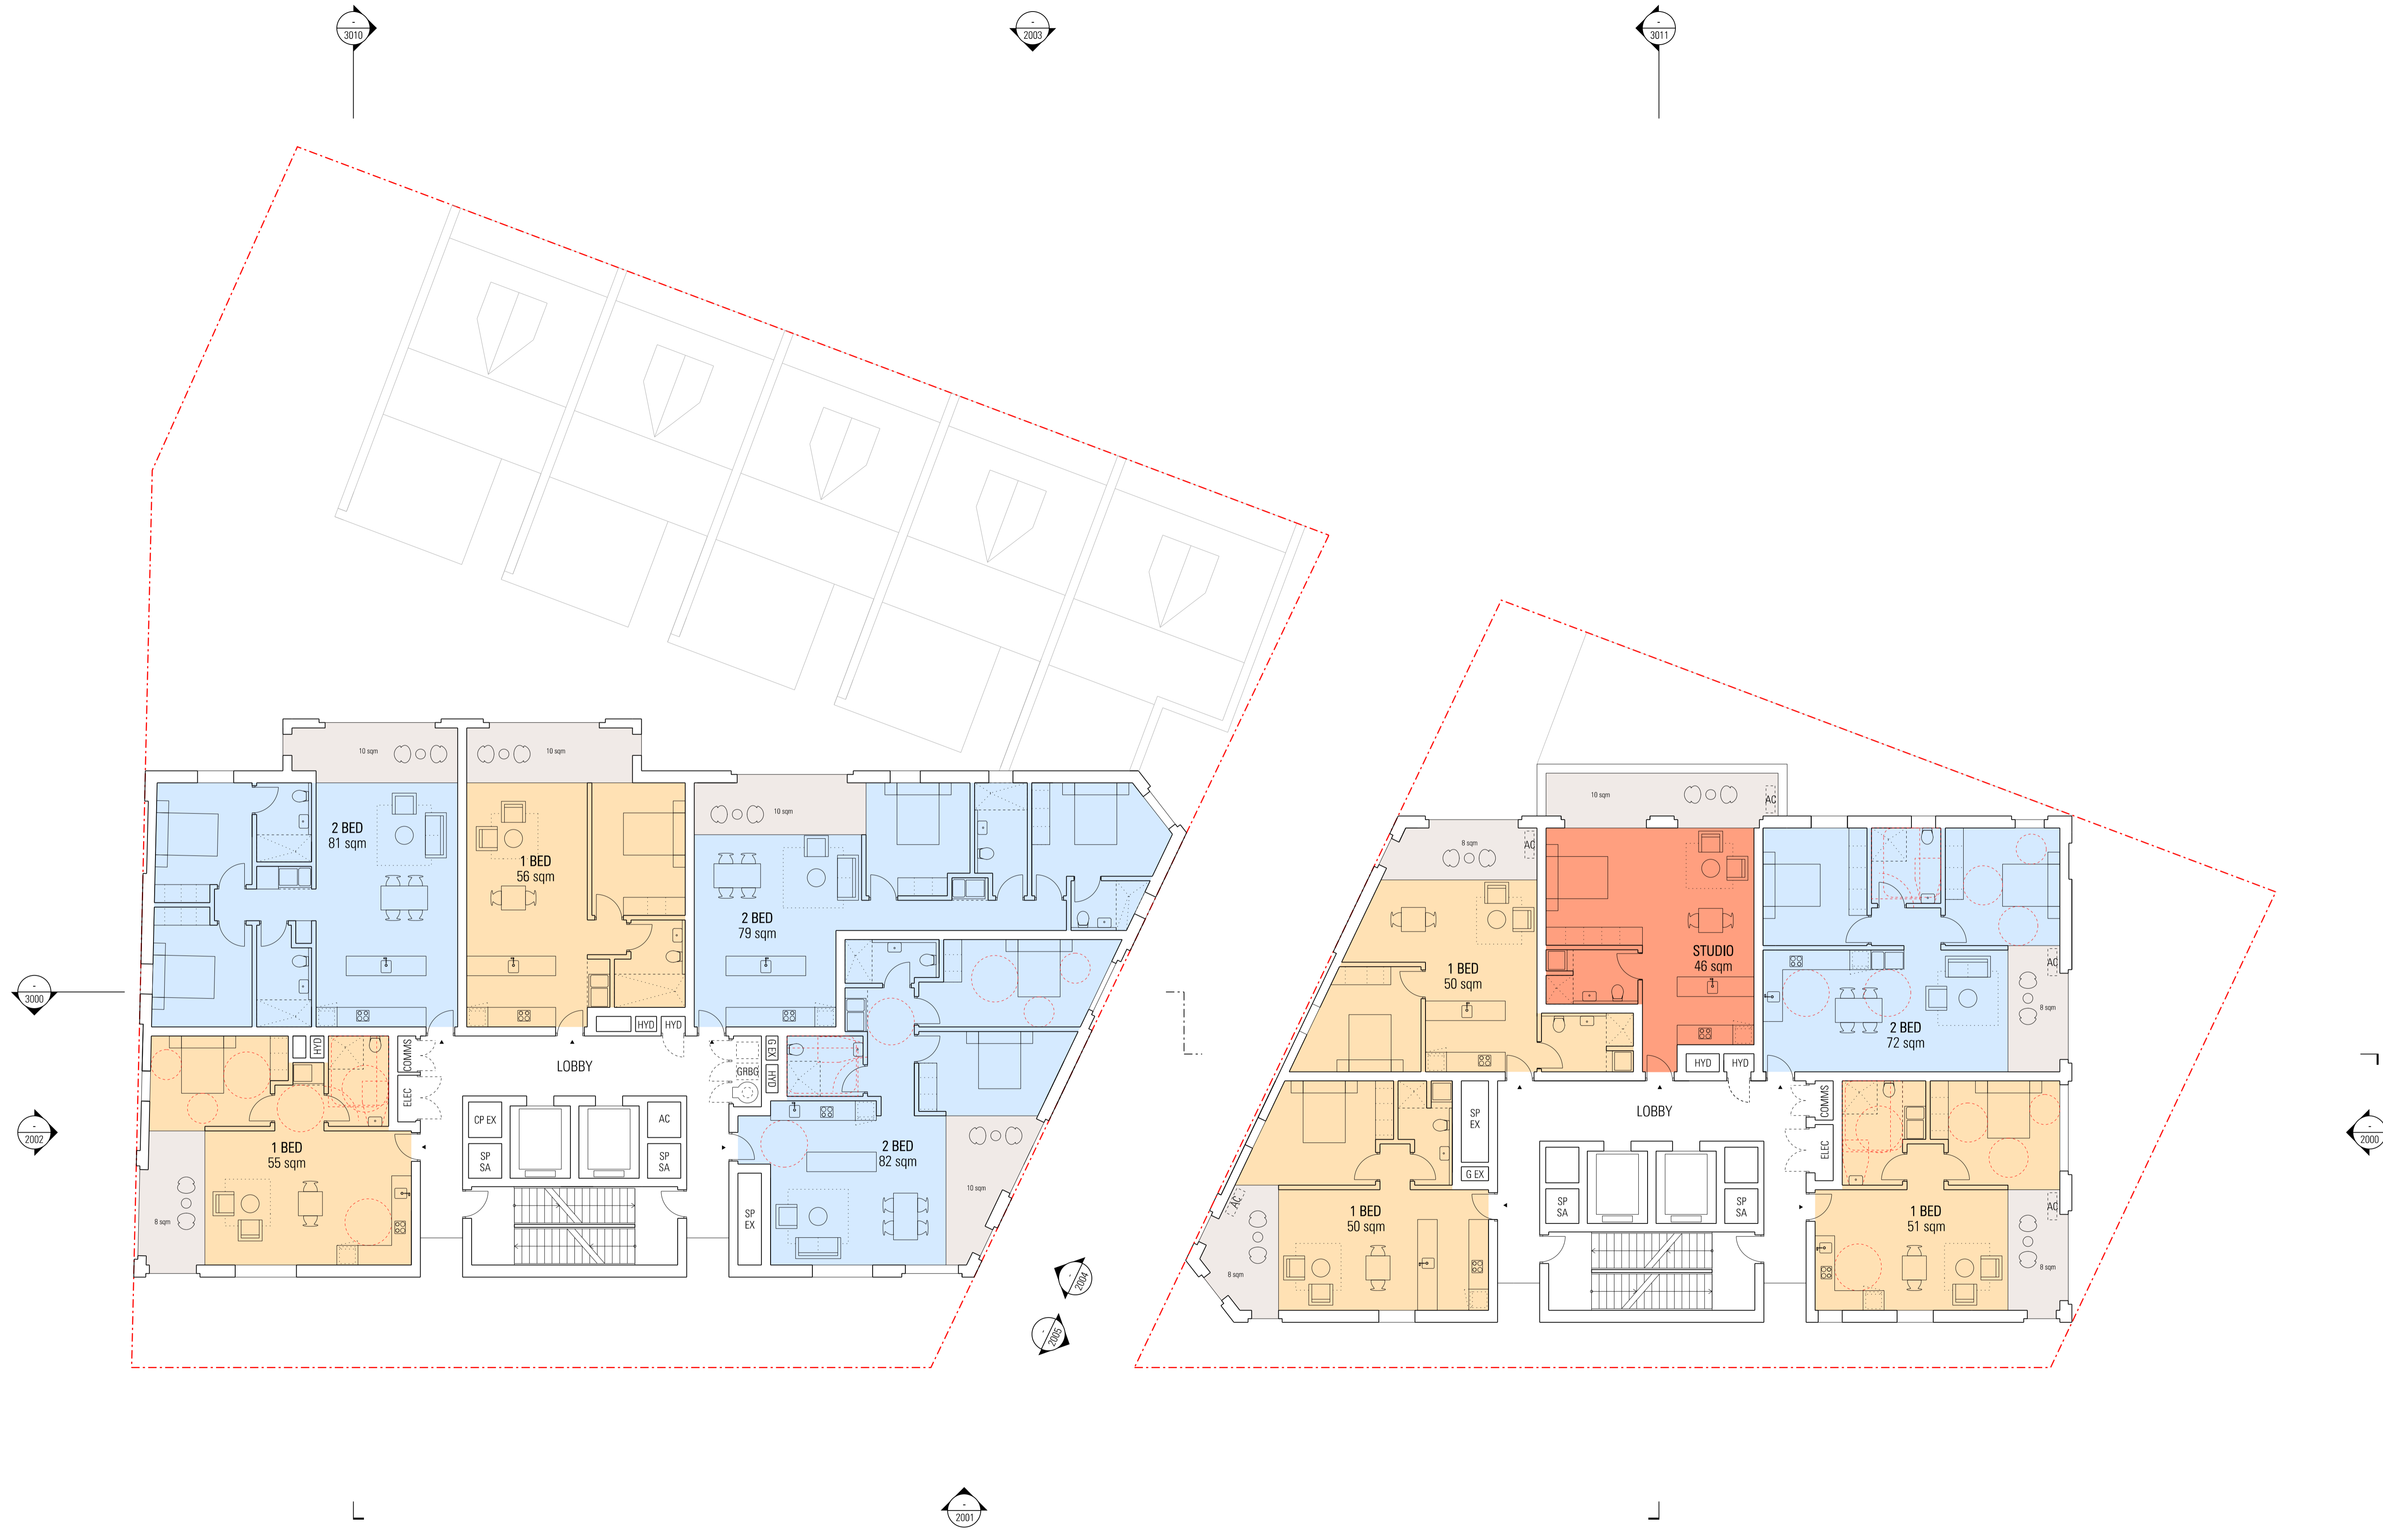 -
3010
-
2003
-
3011
10 sqm
10 sqm
2 BED
81 sqm
1 BED
56 sqm
10 sqm
2 BED
79 sqm
10 sqm
AC
8 sqm
AC
STUDIO
46 sqm
1 BED
50 sqm
AC
8 sqm
2 BED
72 sqm
-
3000
HYD
HYD
HYD
COMMS
ELEC
LOBBY
G EX
HYD
GRBG
CP EX
AC
SP
SA
SP
SA
1 BED
55 sqm
8 sqm
2 BED
82 sqm
10 sqm
SP
EX
-
2002
HYD
HYD
LOBBY
COMMS
ELEC
SP
EX
G EX
SP
SA
SP
SA
AC
8 sqm
1 BED
50 sqm
1 BED
51 sqm
AC
8 sqm
-
2000
-
2004
-
2005
-
2001